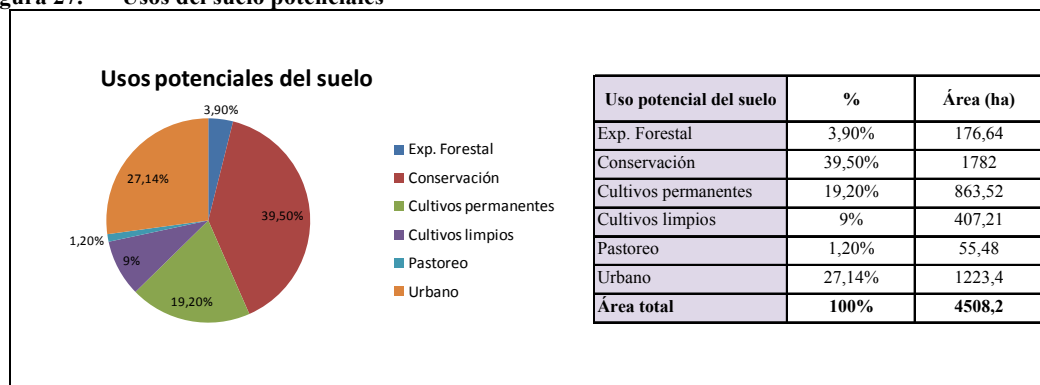 Usos del suelo potenciales
Usos potenciales del suelo
3,90%
39,50%
19,20%
9%
1,20%
27,14%
Exp. Forestal
Conservación
Cultivos permanentes
Cultivos limpios
Pastoreo
Urbano
Uso potencial del suelo % Área (ha)
Exp. Forestal 3,90% 176,64
Conservación 39,50% 1782
Cultivos permanentes 19,20% 863,52
Cultivos limpios 9% 407,21
Pastoreo 1,20% 55,48
Urbano 27,14% 1223,4
Área total 100% 4508,2